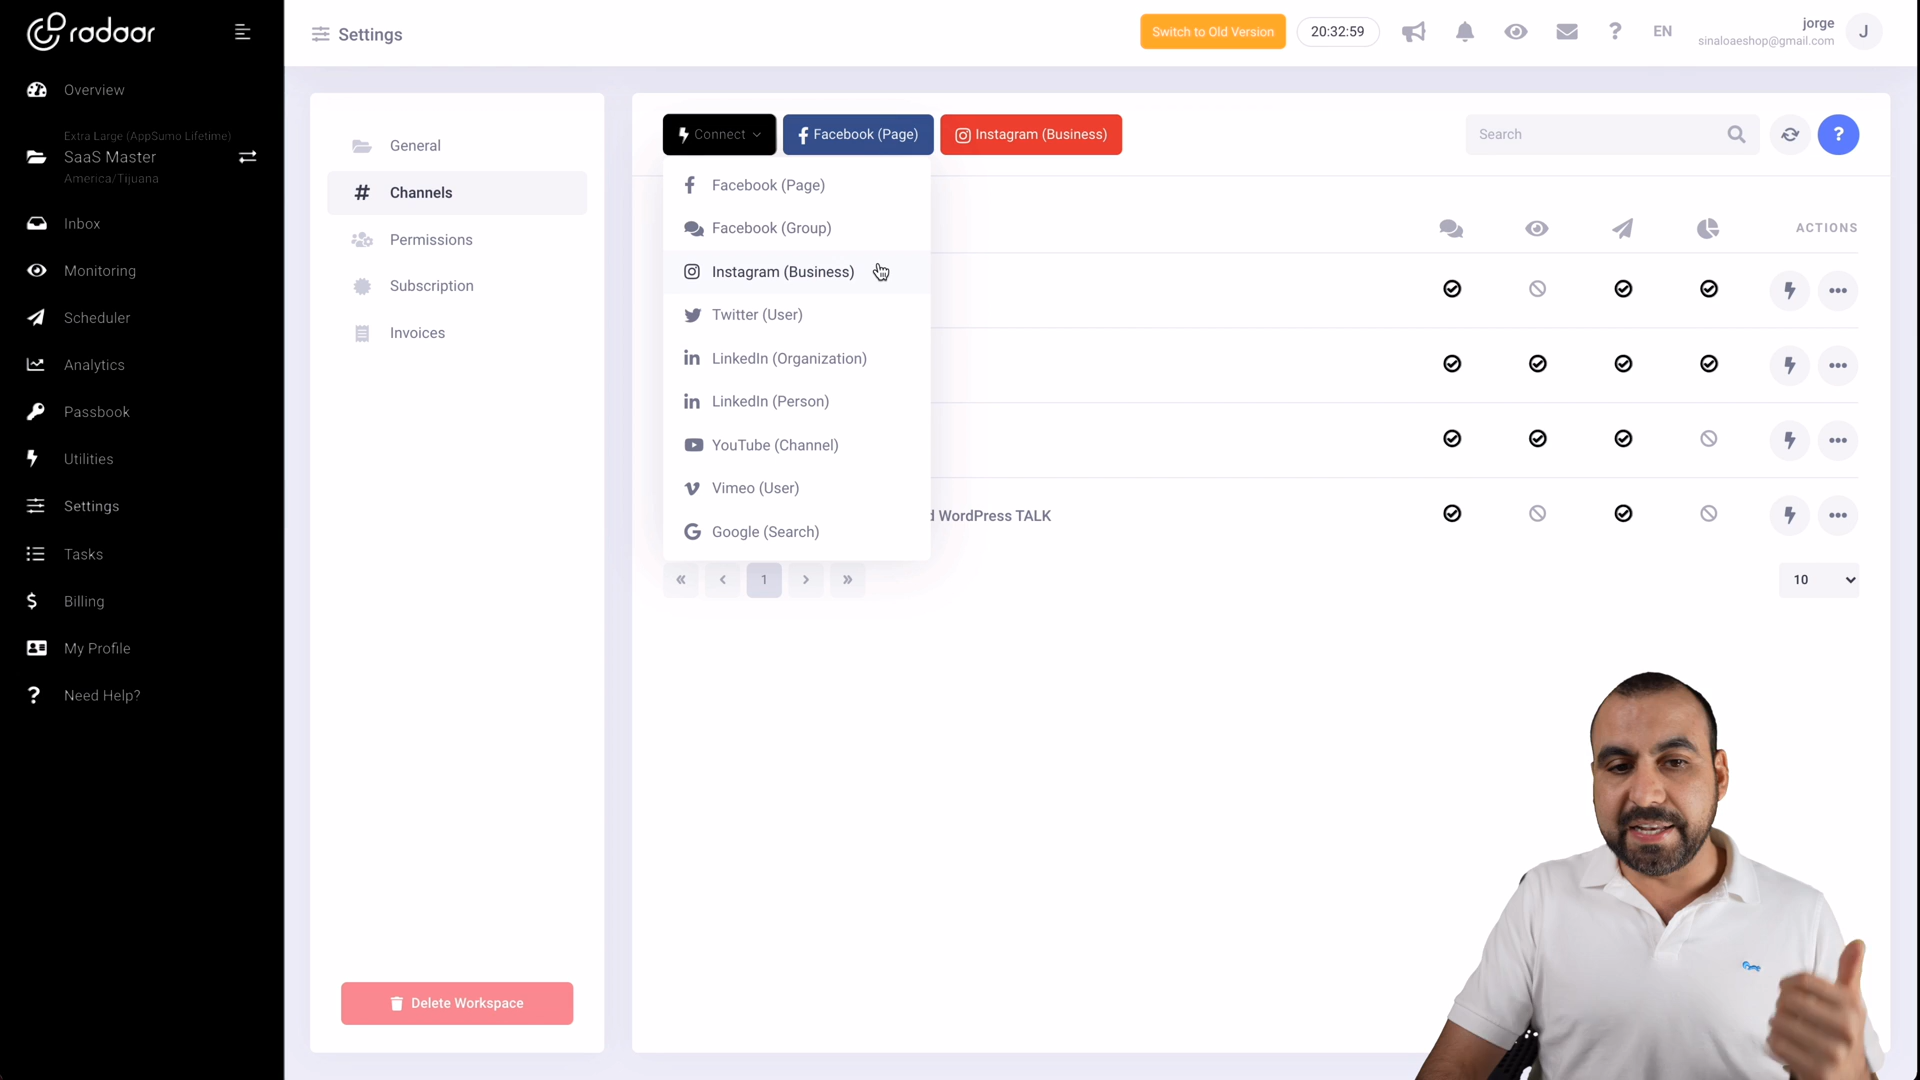 radaar
Overview
Extra Large (AppSumo Lifetime)
SaaS Master
America/Tijuana
Inbox
Monitoring
Scheduler
Analytics
Passbook
Utilities
Settings
Tasks
Billing
My Profile
Need Help?
Settings
Switch to Old Version
20:32:59
?
EN
jorge
sinaloaeshop@gmail.com
J
General
# Channels
Permissions
Subscription
Invoices
Delete Workspace
Connect
Facebook (Page)
Instagram (Business)
Search
?
Facebook (Page)
Facebook (Group)
Instagram (Business)
Twitter (User)
LinkedIn (Organization)
LinkedIn (Person)
YouTube (Channel)
Vimeo (User)
Google (Search)
ACTIONS
d WordPress TALK
« ‹ 1 › »
10